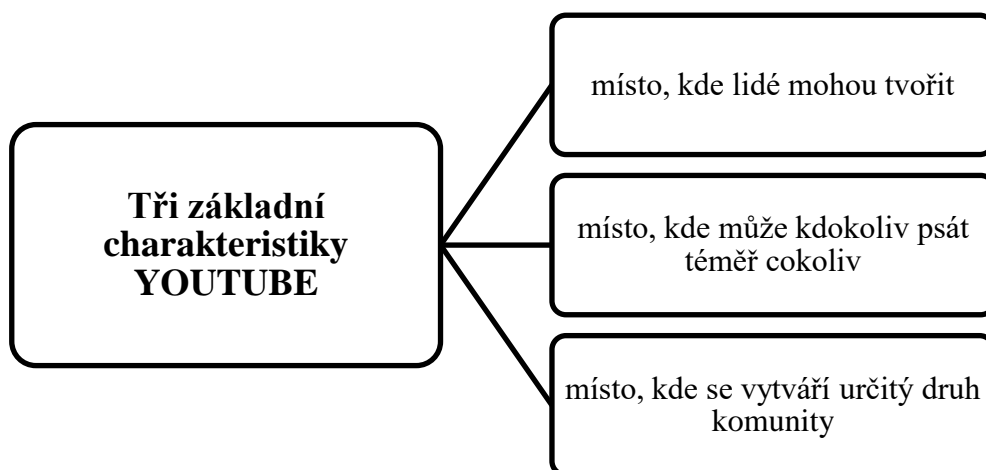 Tři základní
charakteristiky
YOUTUBE
místo, kde lidé mohou tvořit
místo, kde může kdokoliv psát
téměř cokoliv
místo, kde se vytváří určitý druh
komunity